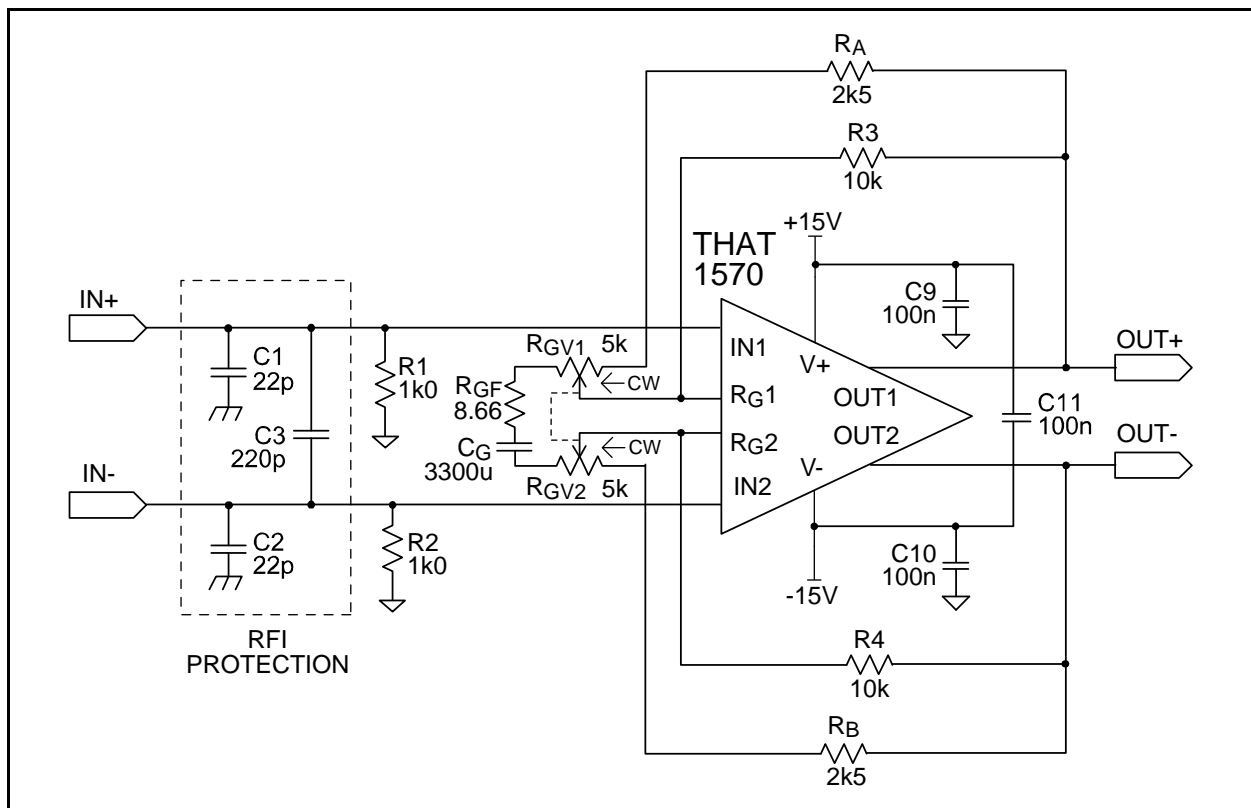 RA
2k5
R3
10k
+15V
THAT
1570
IN+
C9
100n
RGV1 5k
IN1
V+
OUT+
C1
22p
R1
1k0
RGF
8.66
←CW
RG1
OUT1
C11
100n
C3
220p
CG
3300u
←CW
RG2
OUT2
OUT-
IN-
RGV2 5k
V-
IN2
C2
22p
R2
1k0
C10
100n
-15V
RFI
PROTECTION
R4
10k
RB
2k5